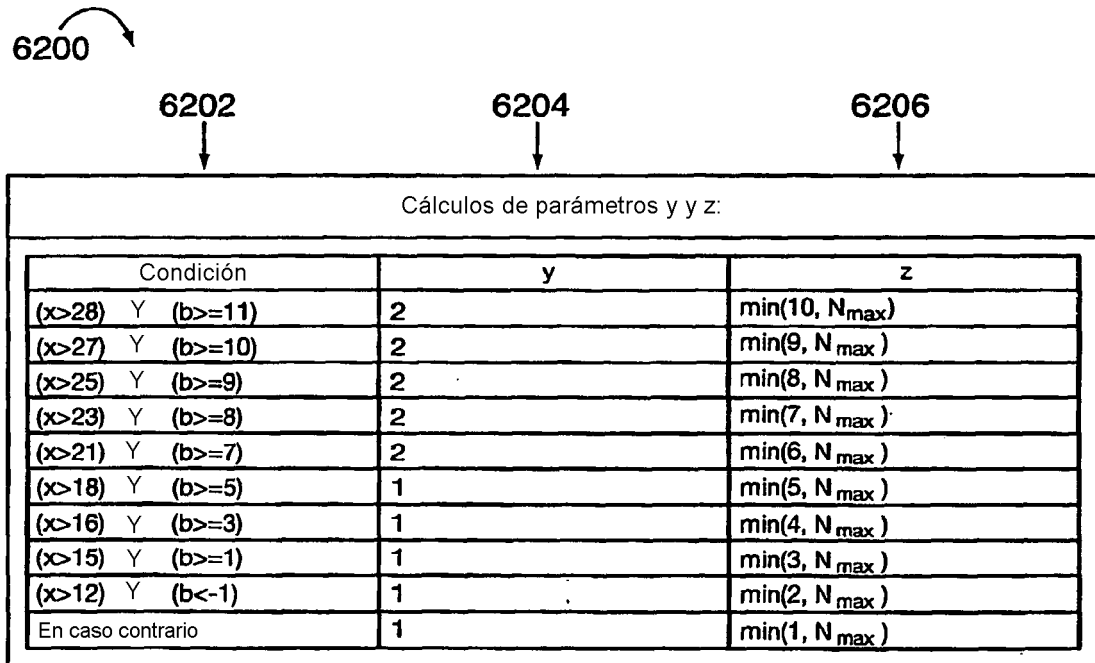 6200
6202 6204 6206
Cálculos de parámetros y y z:
Condición y z
(x>28) Y (b>=11) 2 min(10, Nmax)
(x>27) Y (b>=10) 2 min(9, Nmax)
(x>25) Y (b>=9) 2 min(8, Nmax)
(x>23) Y (b>=8) 2 min(7, Nmax)
(x>21) Y (b>=7) 2 min(6, Nmax)
(x>18) Y (b>=5) 1 min(5, Nmax)
(x>16) Y (b>=3) 1 min(4, Nmax)
(x>15) Y (b>=1) 1 min(3, Nmax)
(x>12) Y (b<-1) 1 min(2, Nmax)
En caso contrario 1 min(1, Nmax)